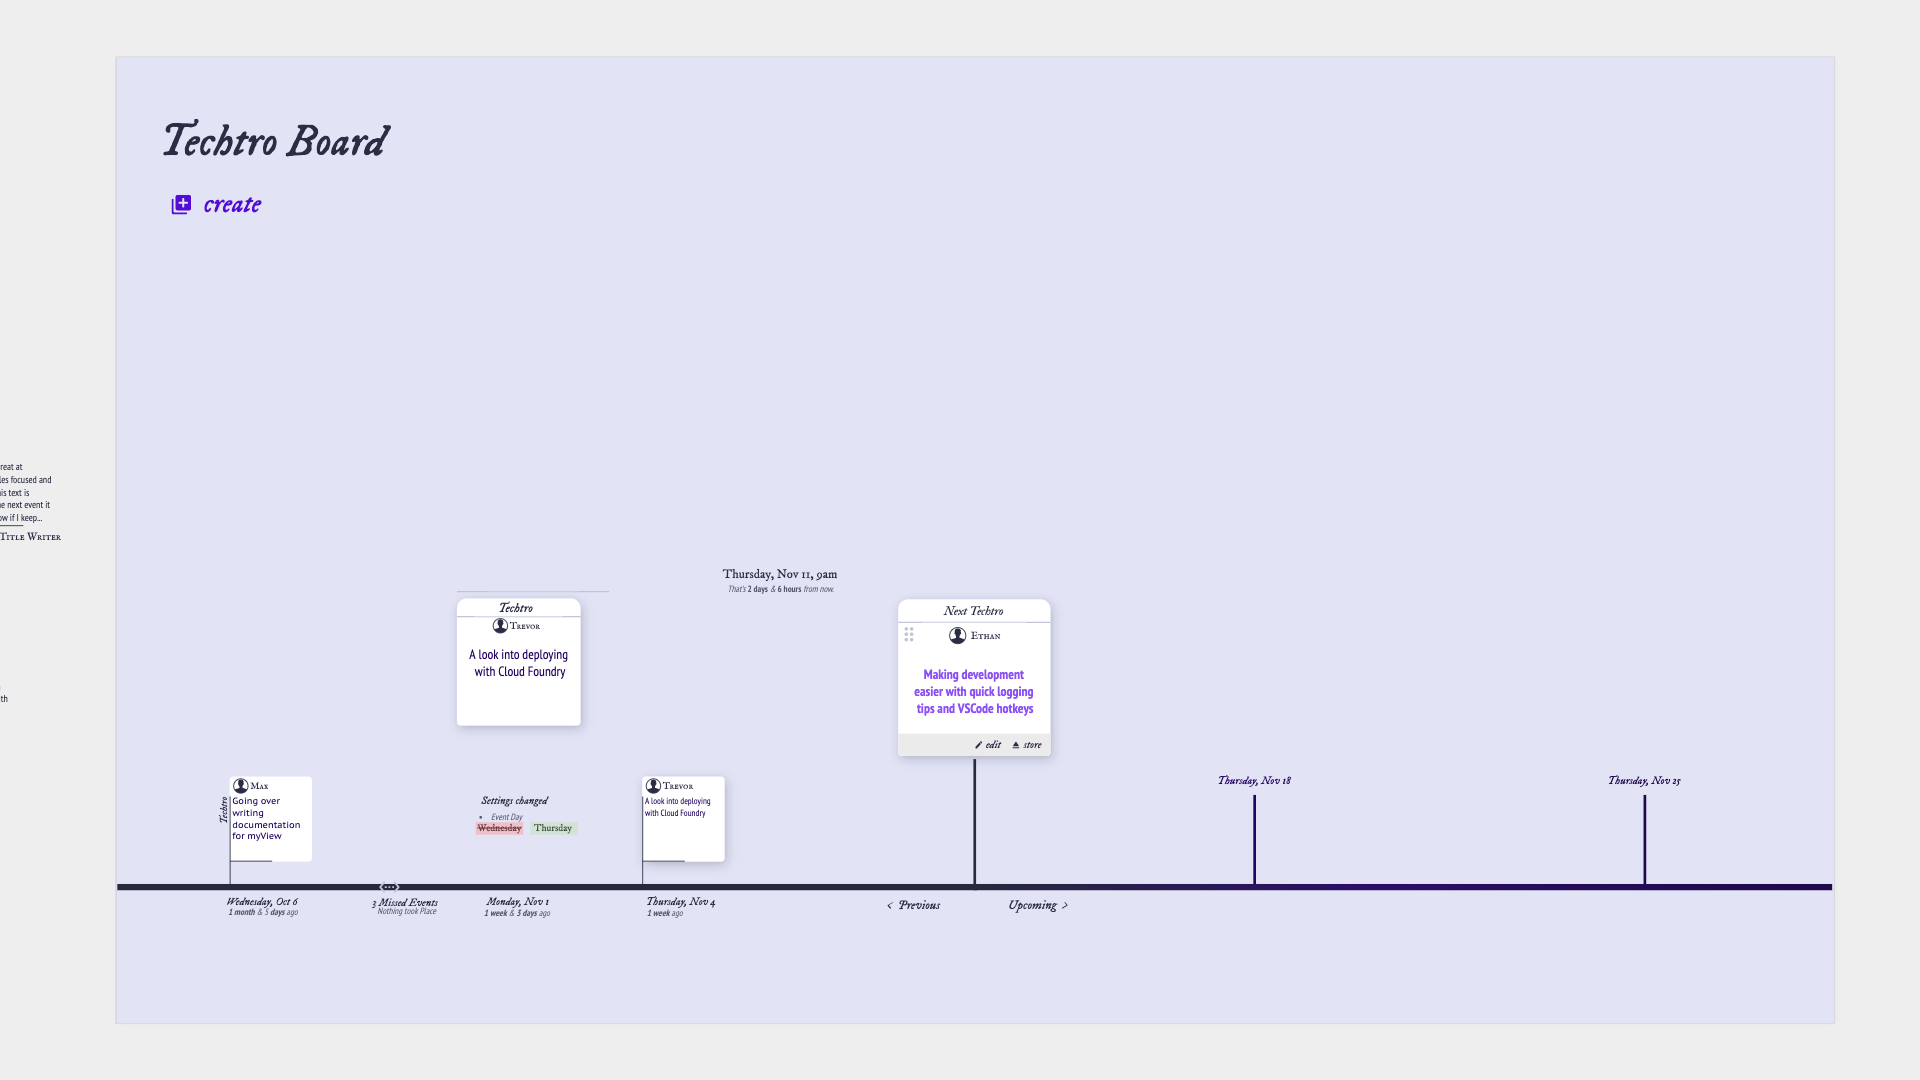 Techtro Board
create
reat at
les focused and
is text is
e next event it
ow if I keep...
Title Writer
th
Thursday, Nov 11, 9am
That's 2 days & 6 hours from now.
Techtro
Trevor
A look into deploying
with Cloud Foundry
Next Techtro
Ethan
Making development
easier with quick logging
tips and VSCode hotkeys
edit store
Techtro
Max
Going over
writing
documentation
for myView
Settings changed
• Event Day
Wednesday Thursday
Trevor
A look into deploying
with Cloud Foundry
Thursday, Nov 18
Thursday, Nov 25
Wednesday, Oct 6
1 month & 5 days ago
3 Missed Events
Nothing took Place
Monday, Nov 1
1 week & 3 days ago
Thursday, Nov 4
1 week ago
< Previous
Upcoming >